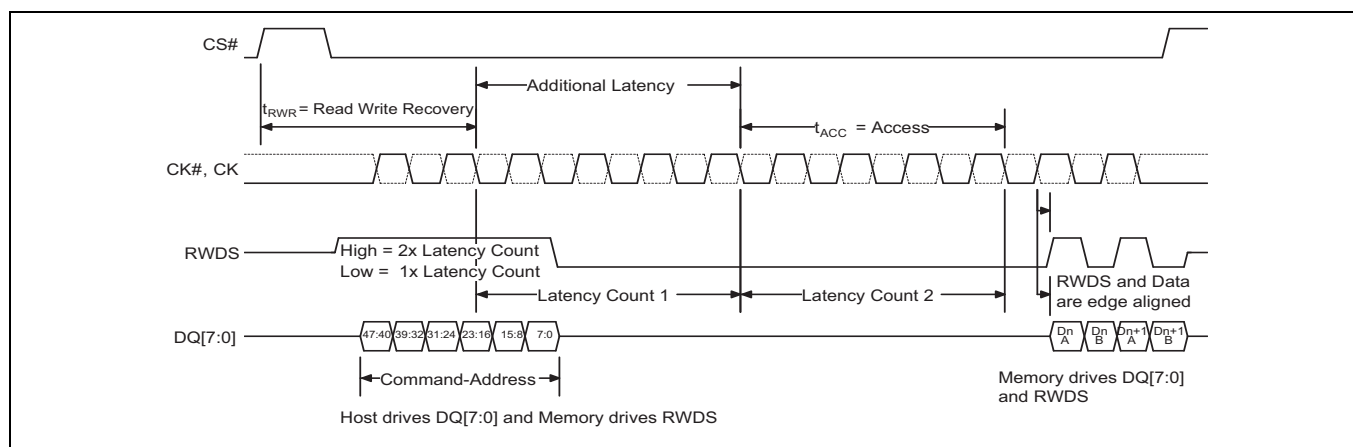 CS#
Additional Latency
tRWR = Read Write Recovery
tACC = Access
CK#, CK
RWDS
High = 2x Latency Count
Low = 1x Latency Count
RWDS and Data
are edge aligned
Latency Count 1
Latency Count 2
DQ[7:0]
47:40 39:32 31:24 23:16 15:8 7:0
Dn
A
Dn
B
Dn+1
A
Dn+1
B
Command-Address
Memory drives DQ[7:0]
and RWDS
Host drives DQ[7:0] and Memory drives RWDS